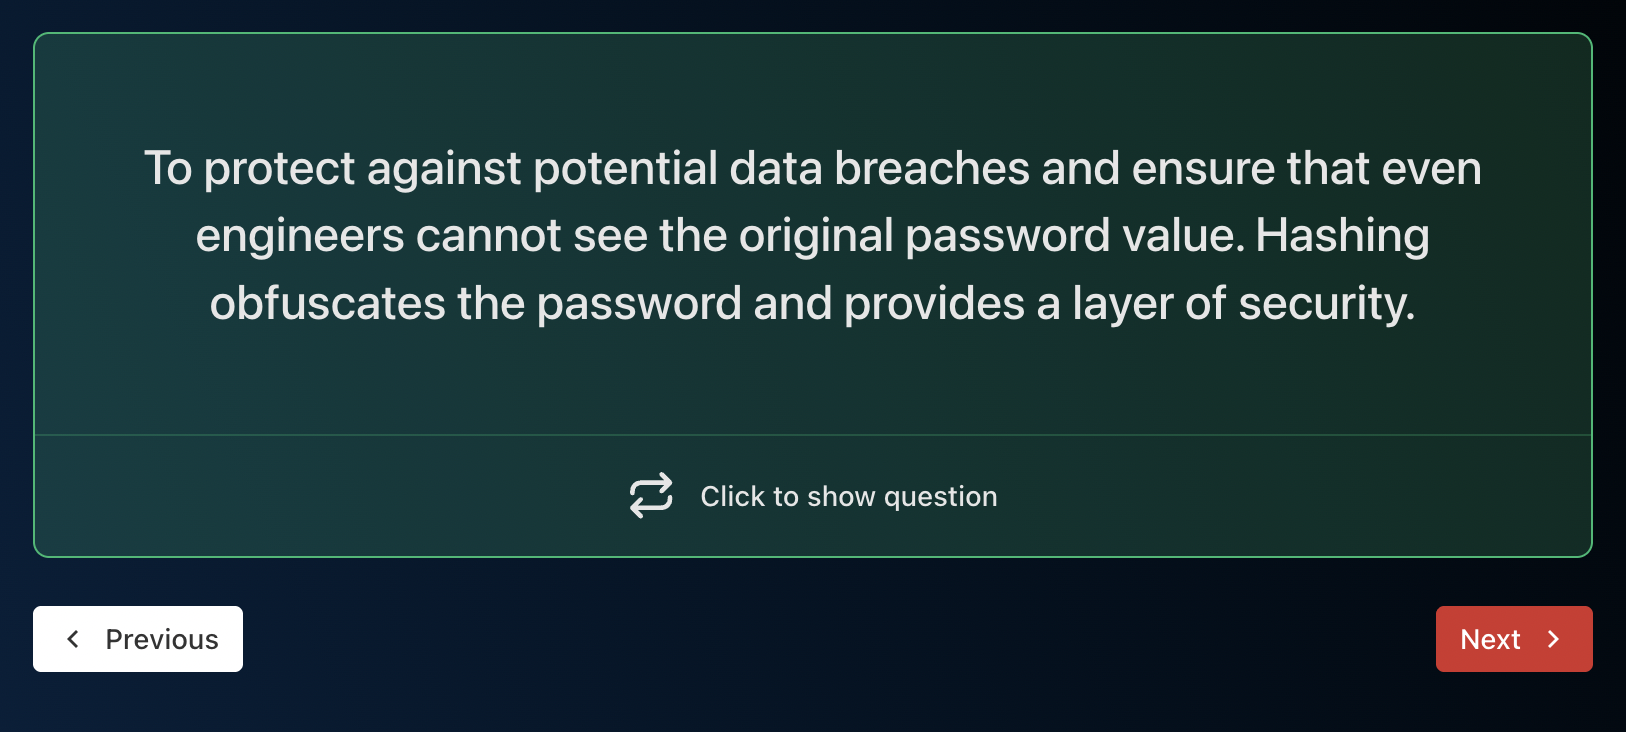 To protect against potential data breaches and ensure that even
engineers cannot see the original password value. Hashing
obfuscates the password and provides a layer of security.
Click to show question
Previous
Next